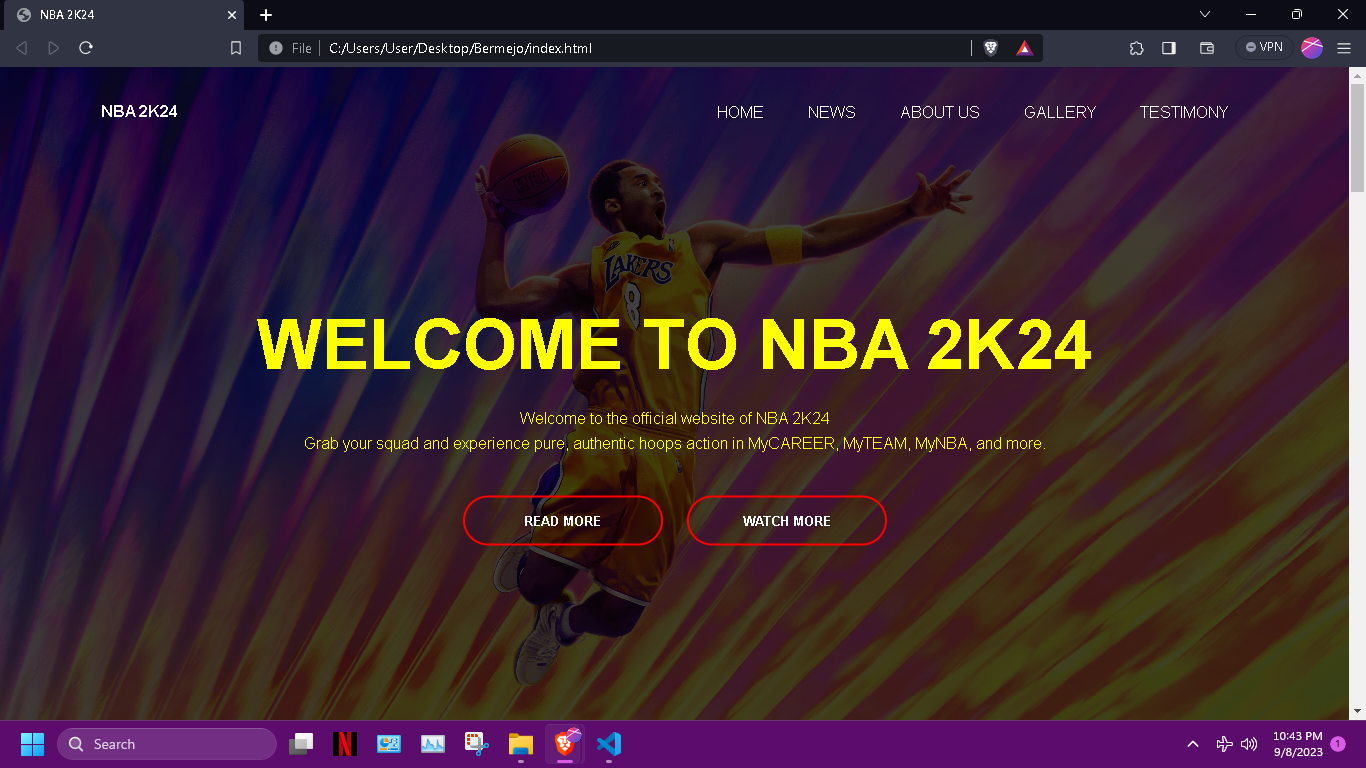 NBA 2K24
File
C:/Users/User/Desktop/Bermejo/index.html
VPN
NBA 2K24
HOME NEWS ABOUT US GALLERY TESTIMONY
LAKERS
8
WELCOME TO NBA 2K24
Welcome to the official website of NBA 2K24
Grab your squad and experience pure, authentic hoops action in MyCAREER, MyTEAM, MyNBA, and more.
READ MORE WATCH MORE
Search
10:43 PM
9/8/2023
1